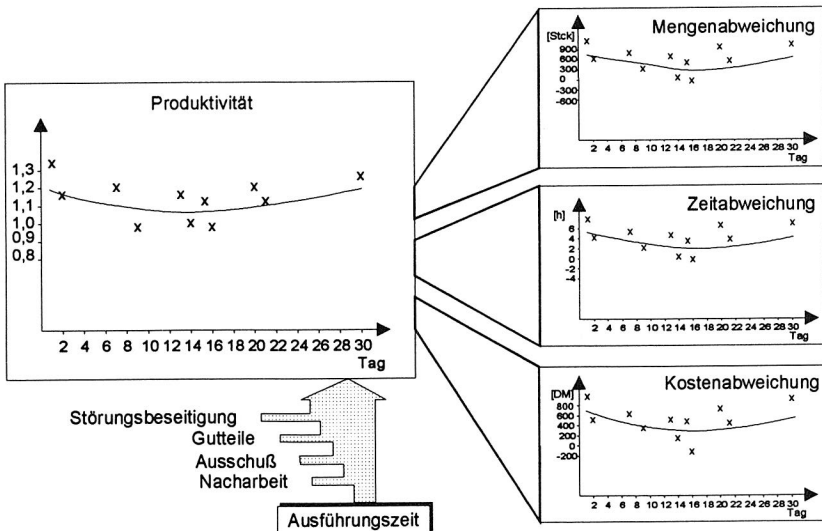 Produktivität
1,3
1,2
1,1
1,0
0,9
0,8
2 4 6 8 10 12 14 16 18 20 22 24 26 28 30
Tag
Störungsbeseitigung
Gutteile
Ausschuß
Nacharbeit
Ausführungszeit
Mengenabweichung
[Stck]
900
600
300
0
-300
-600
2 4 6 8 10 12 14 16 18 20 22 24 26 28 30
Tag
Zeitabweichung
[h]
6
4
2
0
-2
-4
2 4 6 8 10 12 14 16 18 20 22 24 26 28 30
Tag
Kostenabweichung
[DM]
800
600
400
200
0
-200
2 4 6 8 10 12 14 16 18 20 22 24 26 28 30
Tag